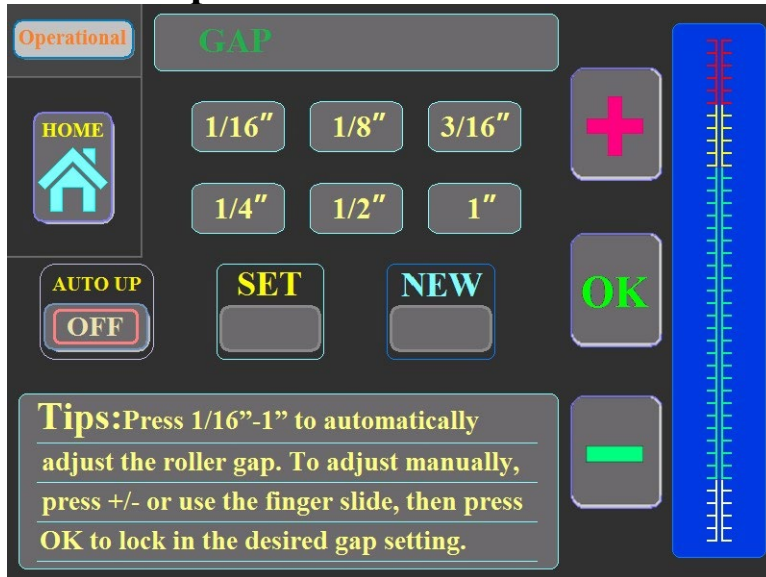 Operational
GAP
HOME
1/16″ 1/8″ 3/16″
1/4″ 1/2″ 1″
AUTO UP
OFF
SET
NEW
OK
Tips:Press 1/16”-1” to automatically
adjust the roller gap. To adjust manually,
press +/- or use the finger slide, then press
OK to lock in the desired gap setting.